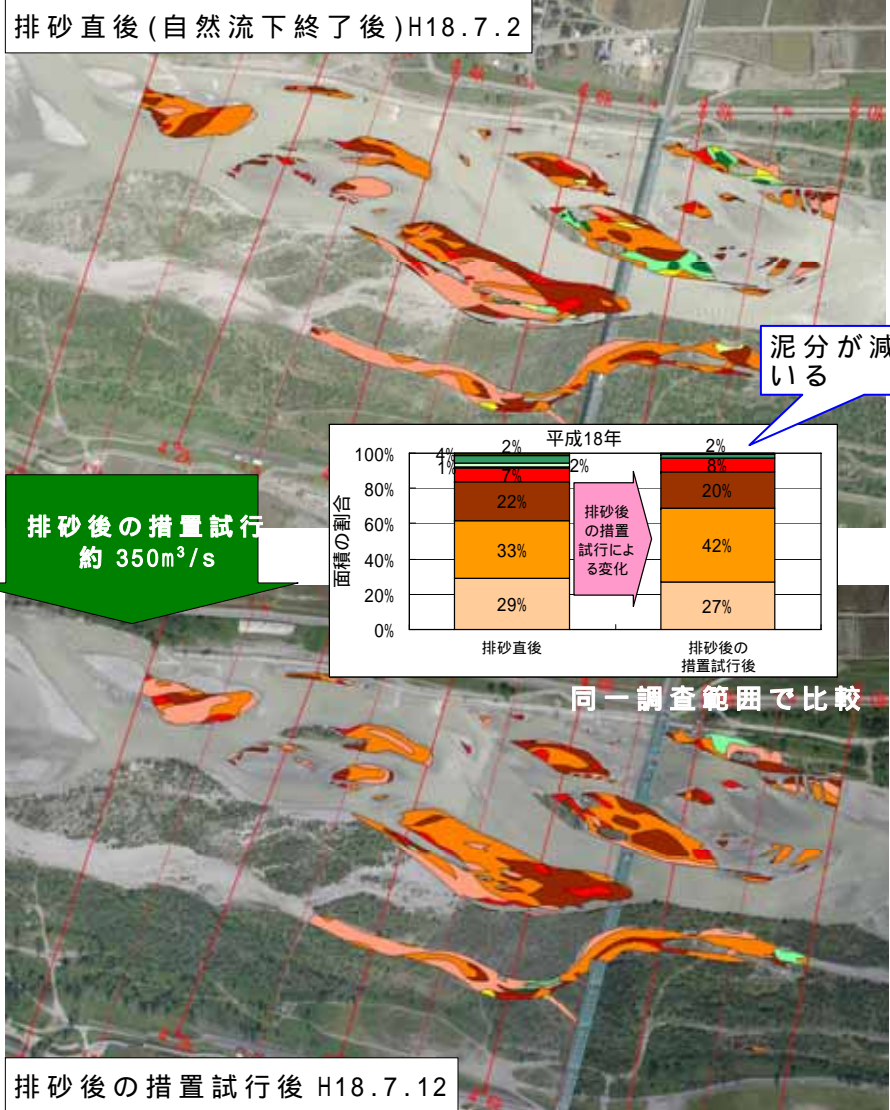 排砂直後(自然流下終了後)H18.7.2
泥分が減
いる
平成18年
100%
80%
60%
40%
20%
0%
面積の割合
2%
4%
1%
2%
7%
22%
33%
29%
2%
8%
20%
42%
27%
排砂後
の措置
試行によ
る変化
排砂直後
排砂後の
措置試行後
排砂後の措置試行
約 350m³/s
同一調査範囲で比較
排砂後の措置試行後 H18.7.12